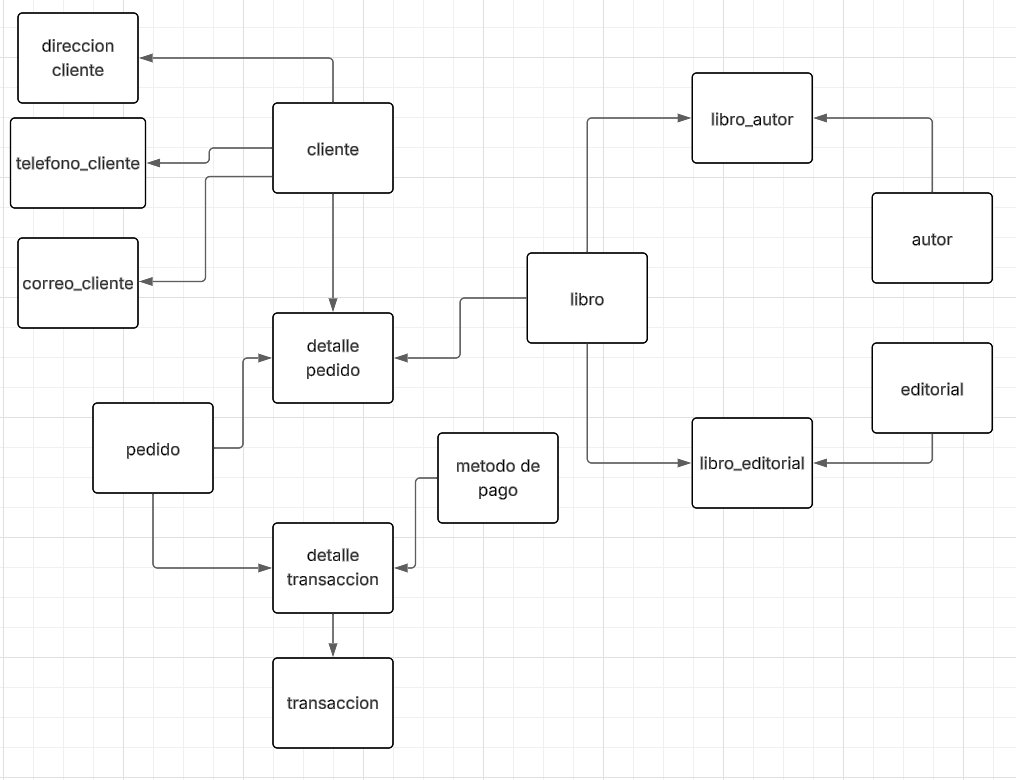 direccion
cliente
telefono_cliente
correo_cliente
cliente
detalle
pedido
pedido
metodo de
pago
detalle
transaccion
transaccion
libro
libro_autor
autor
editorial
libro_editorial